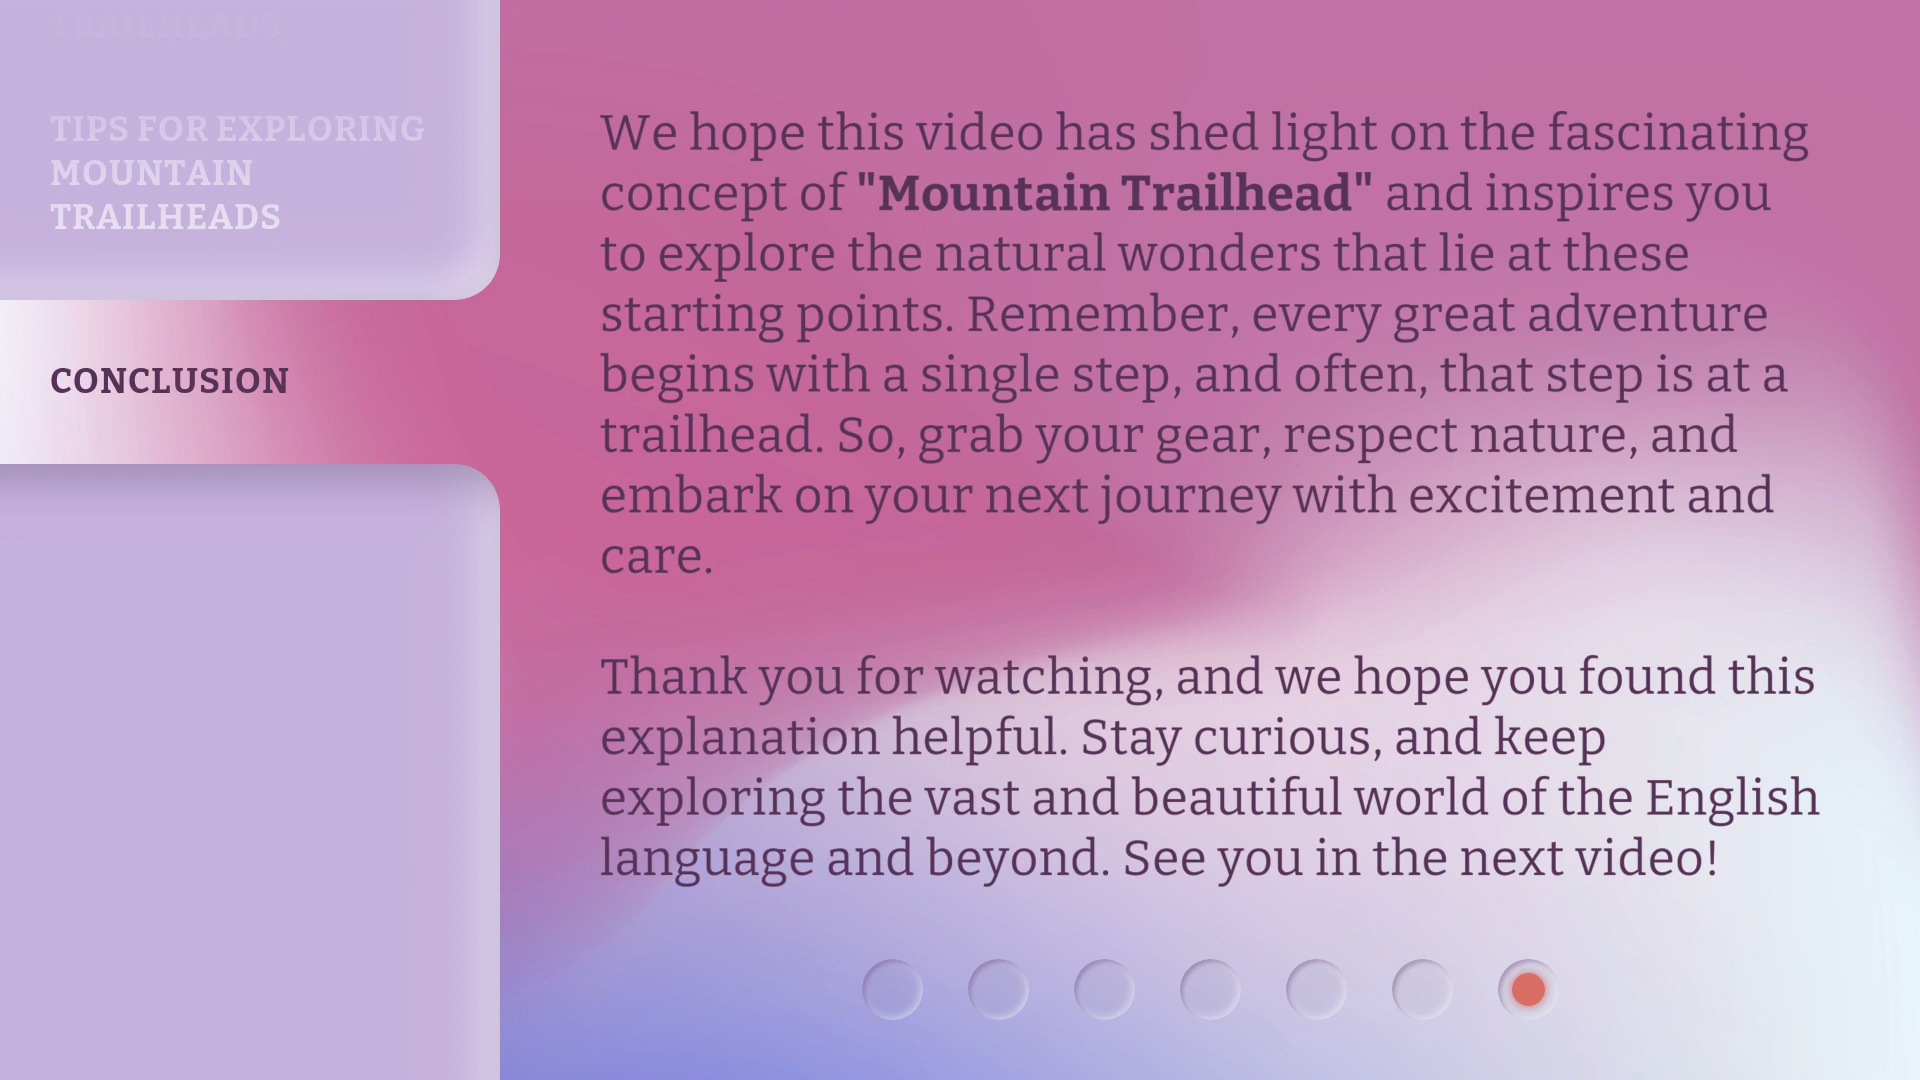 TRAILHEADS
TIPS FOR EXPLORING
MOUNTAIN
TRAILHEADS
CONCLUSION
We hope this video has shed light on the fascinating
concept of "Mountain Trailhead" and inspires you
to explore the natural wonders that lie at these
starting points. Remember, every great adventure
begins with a single step, and often, that step is at a
trailhead. So, grab your gear, respect nature, and
embark on your next journey with excitement and
care.
Thank you for watching, and we hope you found this
explanation helpful. Stay curious, and keep
exploring the vast and beautiful world of the English
language and beyond. See you in the next video!